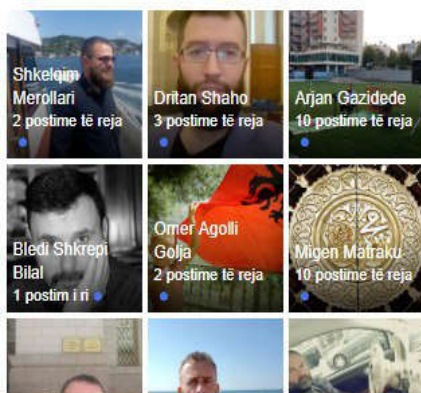 Shkelqim
Merollari
2 postime të reja
Dritan Shaho
3 postime të reja
Arjan Gazidede
10 postime të reja
Bledi Shkrepi
Bilal
1 postim i ri
Omer Agolli
Golja
2 postime të reja
Migen Matraku
10 postime të reja